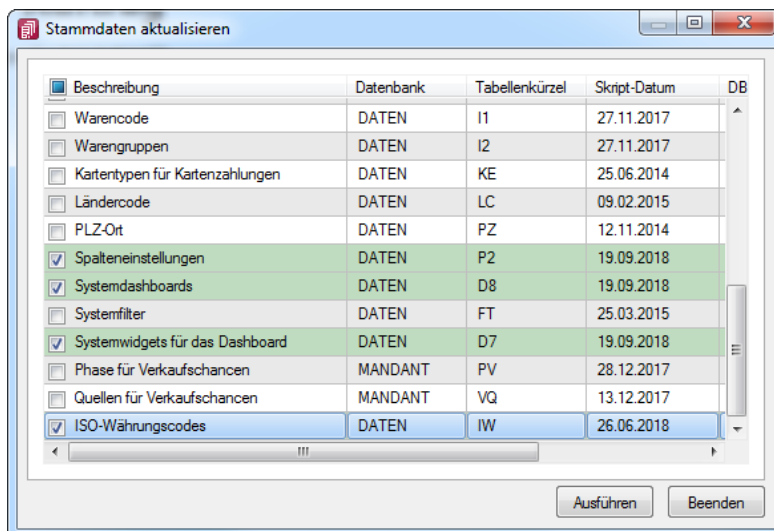 Stammdaten aktualisieren
Beschreibung Datenbank Tabellenkürzel Skript-Datum DB
Warencode DATEN I1 27.11.2017
Warengruppen DATEN I2 27.11.2017
Kartentypen für Kartenzahlungen DATEN KE 25.06.2014
Ländercode DATEN LC 09.02.2015
PLZ-Ort DATEN PZ 12.11.2014
Spalteneinstellungen DATEN P2 19.09.2018
Systemdashboards DATEN D8 19.09.2018
Systemfilter DATEN FT 25.03.2015
Systemwidgets für das Dashboard DATEN D7 19.09.2018
Phase für Verkaufschancen MANDANT PV 28.12.2017
Quellen für Verkaufschancen MANDANT VQ 13.12.2017
ISO-Währungscodes DATEN IW 26.06.2018
Ausführen Beenden